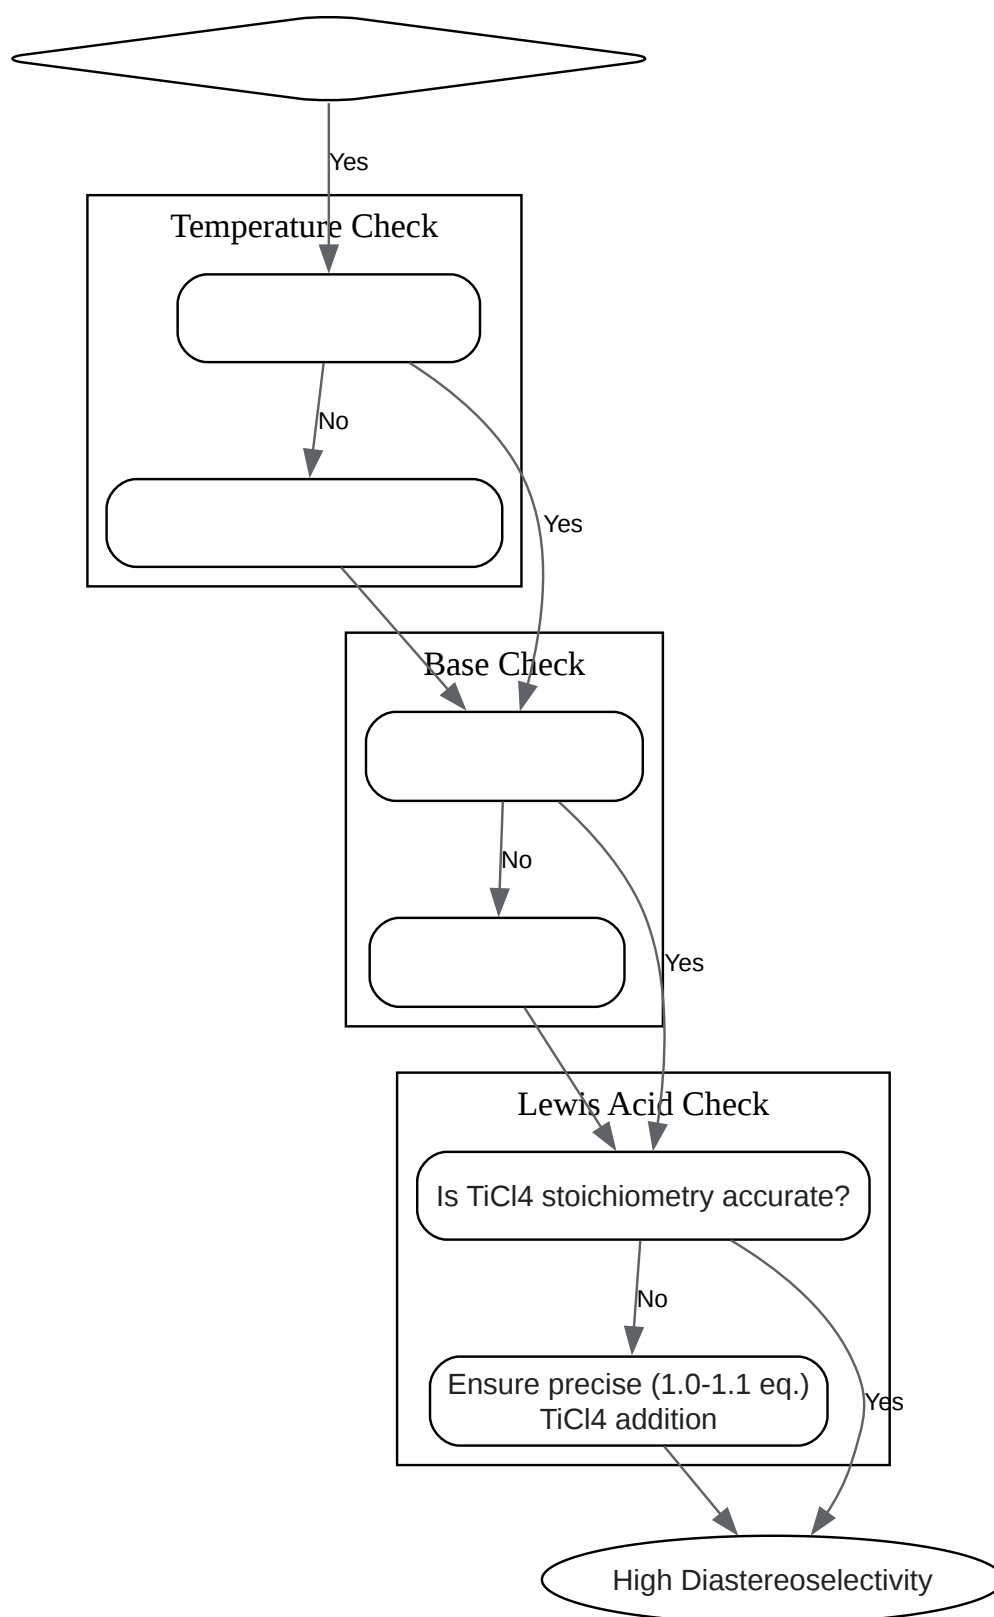 Yes
Temperature Check
No
Yes
Base Check
No
Yes
Lewis Acid Check
Is TiCl4 stoichiometry accurate?
No
Ensure precise (1.0-1.1 eq.)
TiCl4 addition
Yes
High Diastereoselectivity